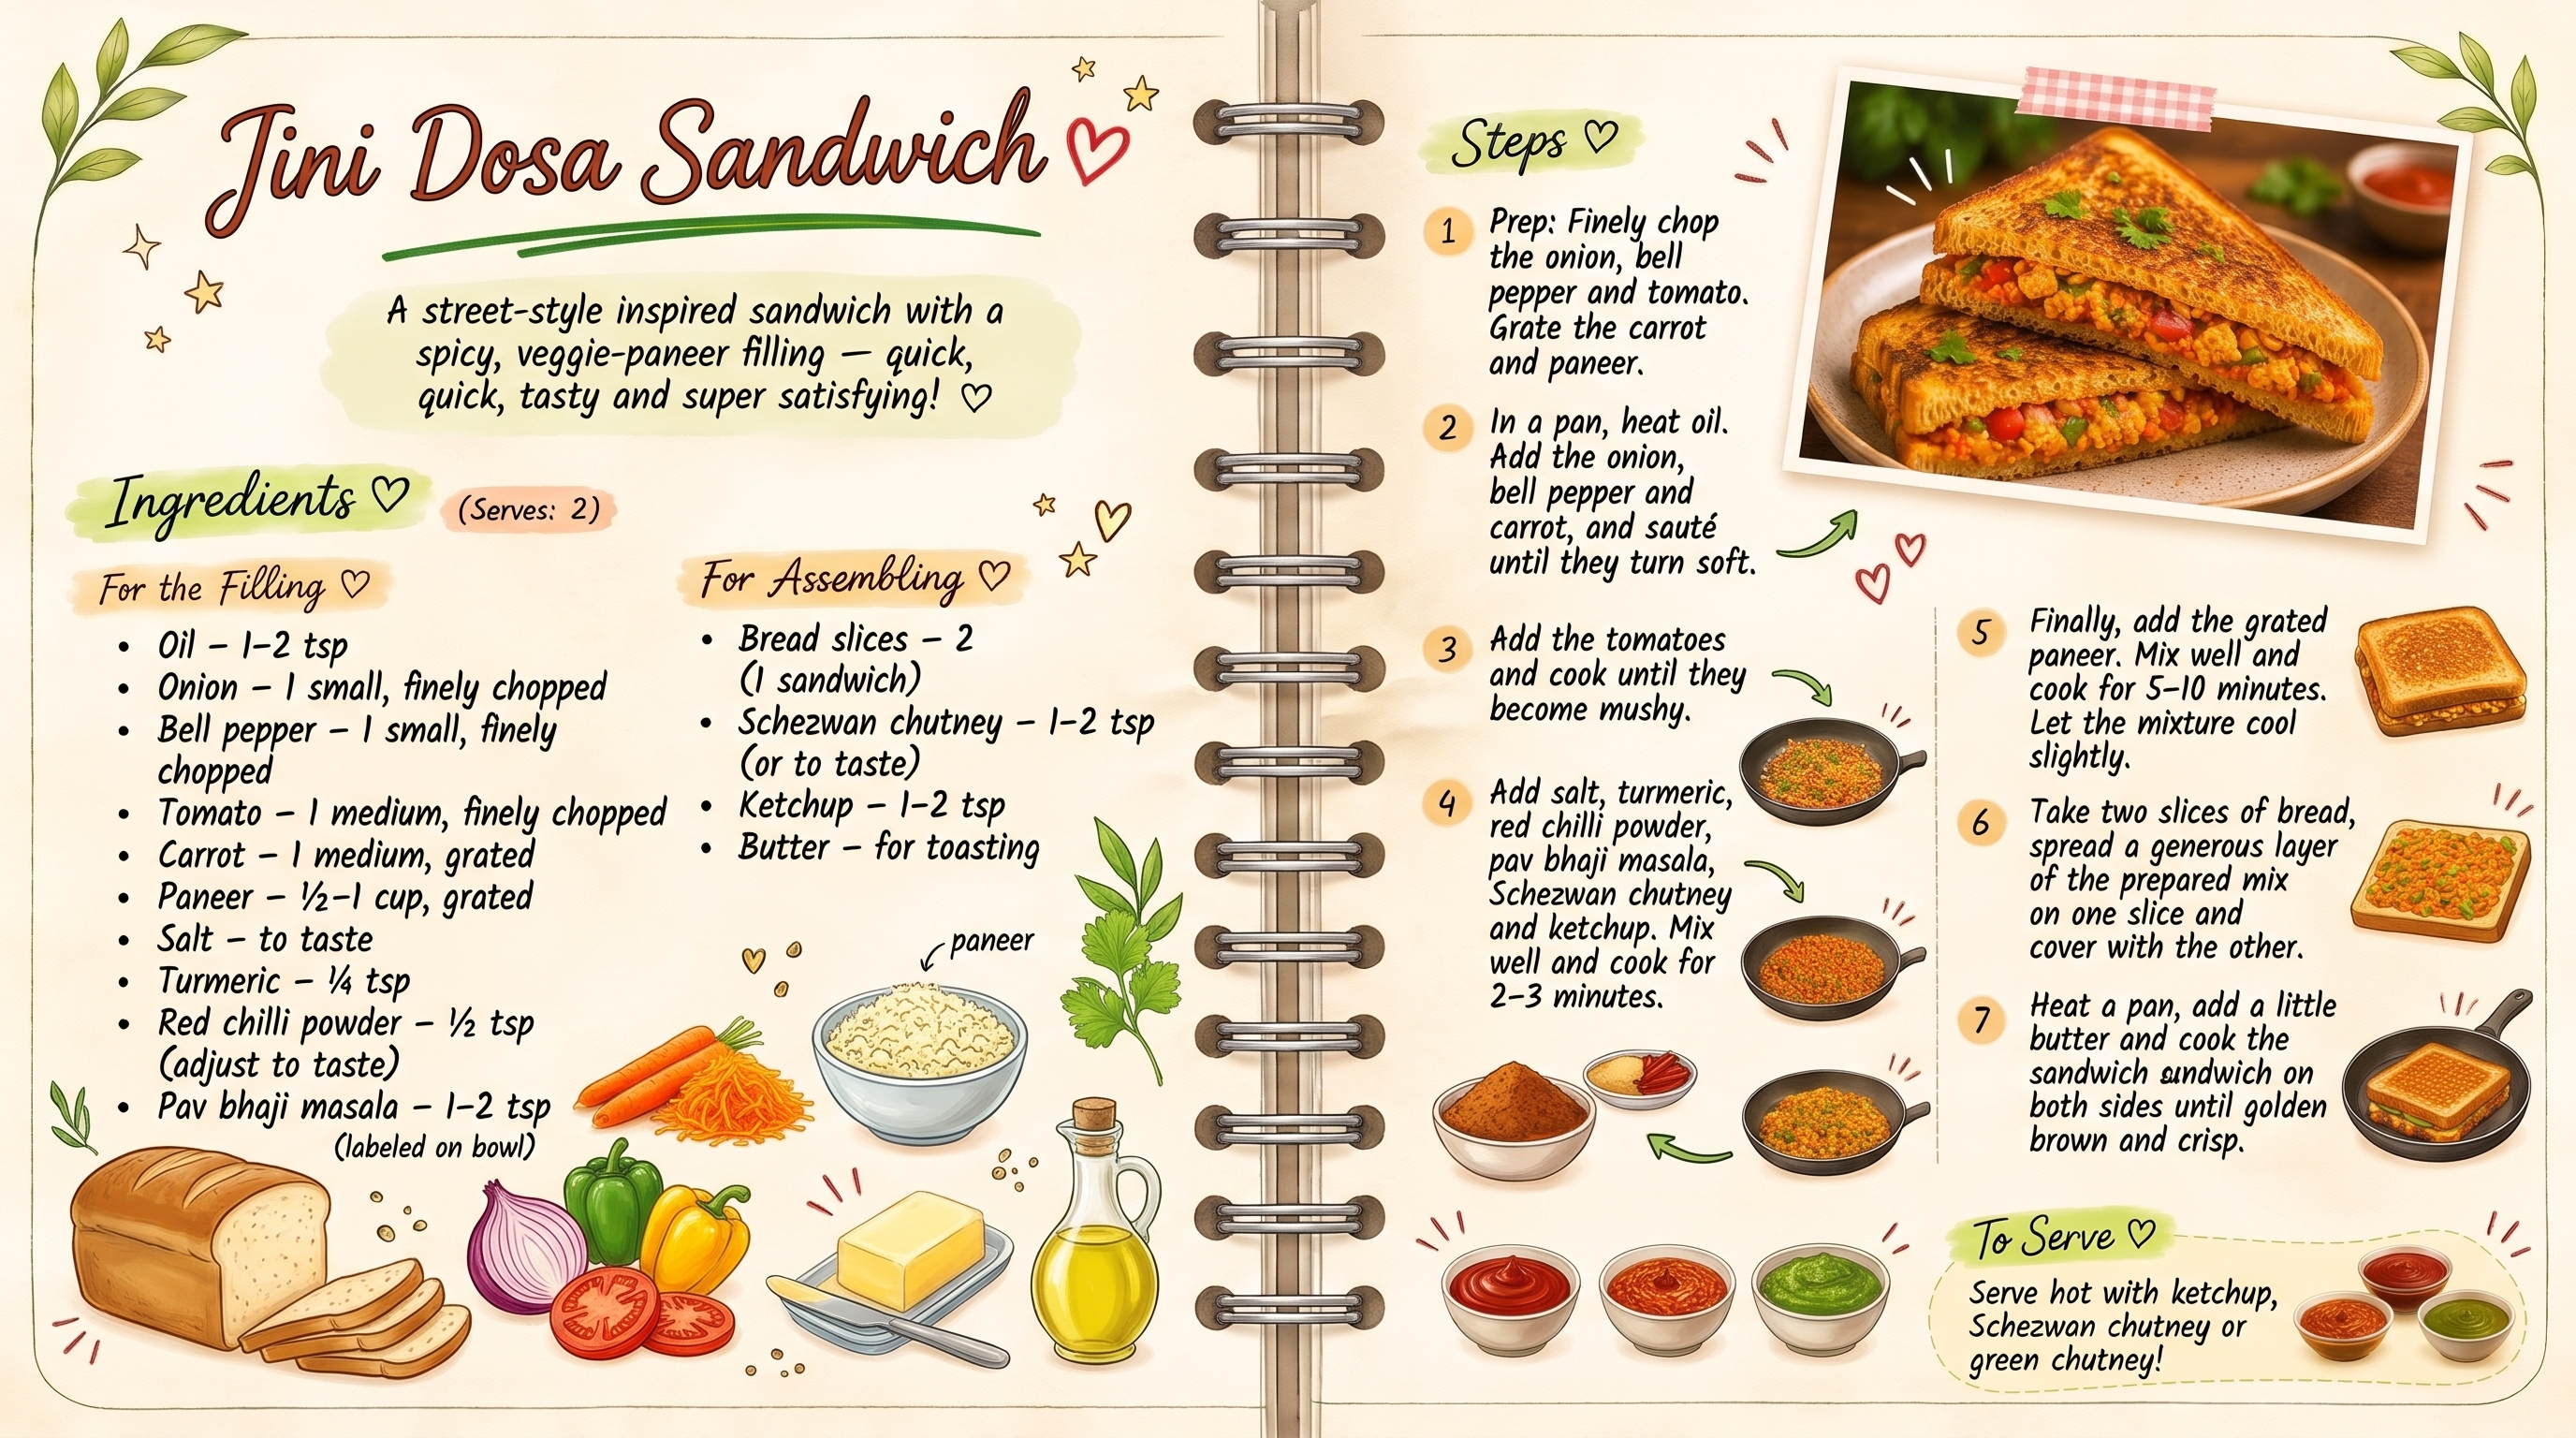 Jini Dosa Sandwich
A street-style inspired sandwich with a
spicy, veggie-paneer filling – quick,
quick, tasty and super satisfying! ♡
Ingredients ♡
(Serves: 2)
For the Filling ♡
• Oil – 1–2 tsp
• Onion – 1 small, finely chopped
• Bell pepper – 1 small, finely
chopped
• Tomato – 1 medium, finely chopped
• Carrot – 1 medium, grated
• Paneer – ½–1 cup, grated
• Salt – to taste
• Turmeric – ¼ tsp
• Red chilli powder – ½ tsp
(adjust to taste)
• Pav bhaji masala – 1–2 tsp
(labeled on bowl)
For Assembling ♡
• Bread slices – 2
(1 sandwich)
• Schezwan chutney – 1–2 tsp
(or to taste)
• Ketchup – 1–2 tsp
• Butter – for toasting
paneer
Steps ♡
1 Prep: Finely chop
the onion, bell
pepper and tomato.
Grate the carrot
and paneer.
2 In a pan, heat oil.
Add the onion,
bell pepper and
carrot, and sauté
until they turn soft.
3 Add the tomatoes
and cook until they
become mushy.
4 Add salt, turmeric,
red chilli powder,
pav bhaji masala,
Schezwan chutney
and ketchup. Mix
well and cook for
2–3 minutes.
5 Finally, add the grated
paneer. Mix well and
cook for 5–10 minutes.
Let the mixture cool
slightly.
6 Take two slices of bread,
spread a generous layer
of the prepared mix
on one slice and
cover with the other.
7 Heat a pan, add a little
butter and cook the
sandwich on
both sides until golden
brown and crisp.
To Serve ♡
Serve hot with ketchup,
Schezwan chutney or
green chutney!